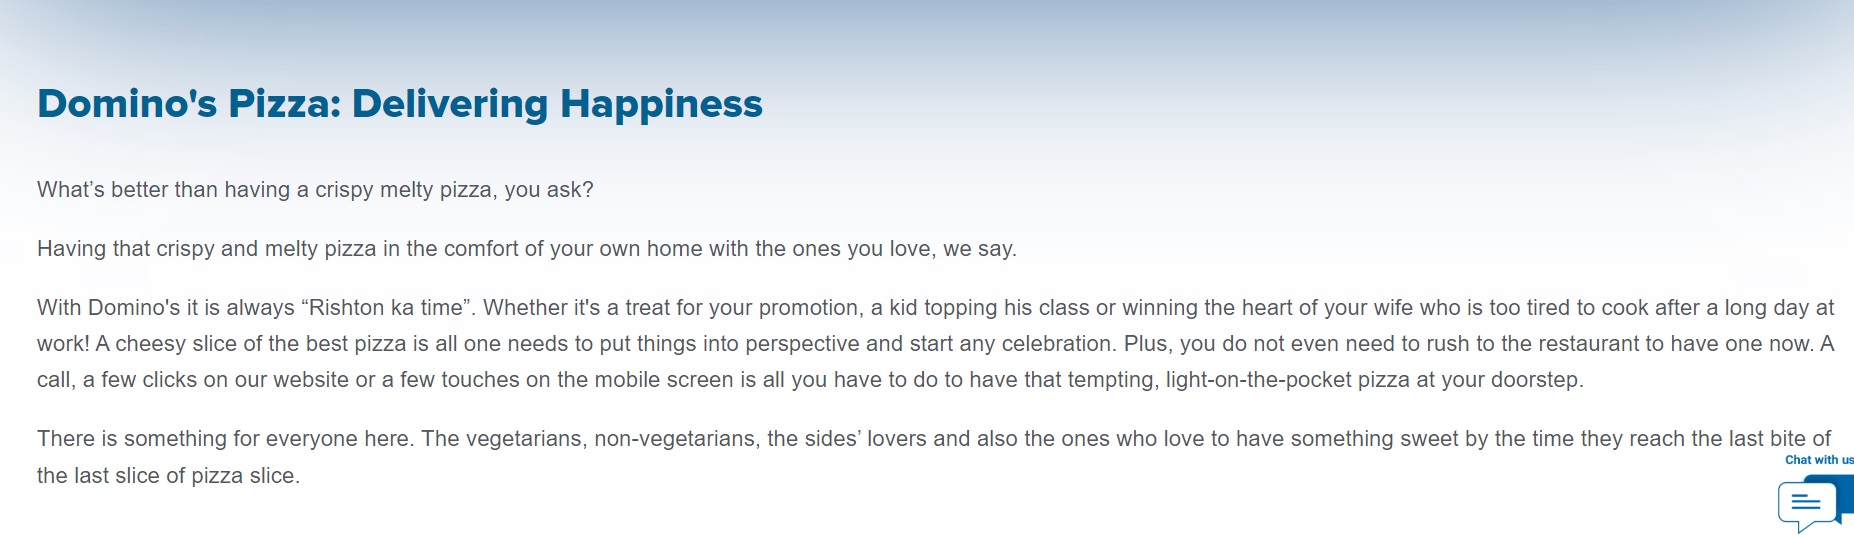 Domino's Pizza: Delivering Happiness
What’s better than having a crispy melty pizza, you ask?
Having that crispy and melty pizza in the comfort of your own home with the ones you love, we say.
With Domino's it is always “Rishton ka time”. Whether it's a treat for your promotion, a kid topping his class or winning the heart of your wife who is too tired to cook after a long day at
work! A cheesy slice of the best pizza is all one needs to put things into perspective and start any celebration. Plus, you do not even need to rush to the restaurant to have one now. A
call, a few clicks on our website or a few touches on the mobile screen is all you have to do to have that tempting, light-on-the-pocket pizza at your doorstep.
There is something for everyone here. The vegetarians, non-vegetarians, the sides’ lovers and also the ones who love to have something sweet by the time they reach the last bite of
the last slice of pizza slice.
Chat with us